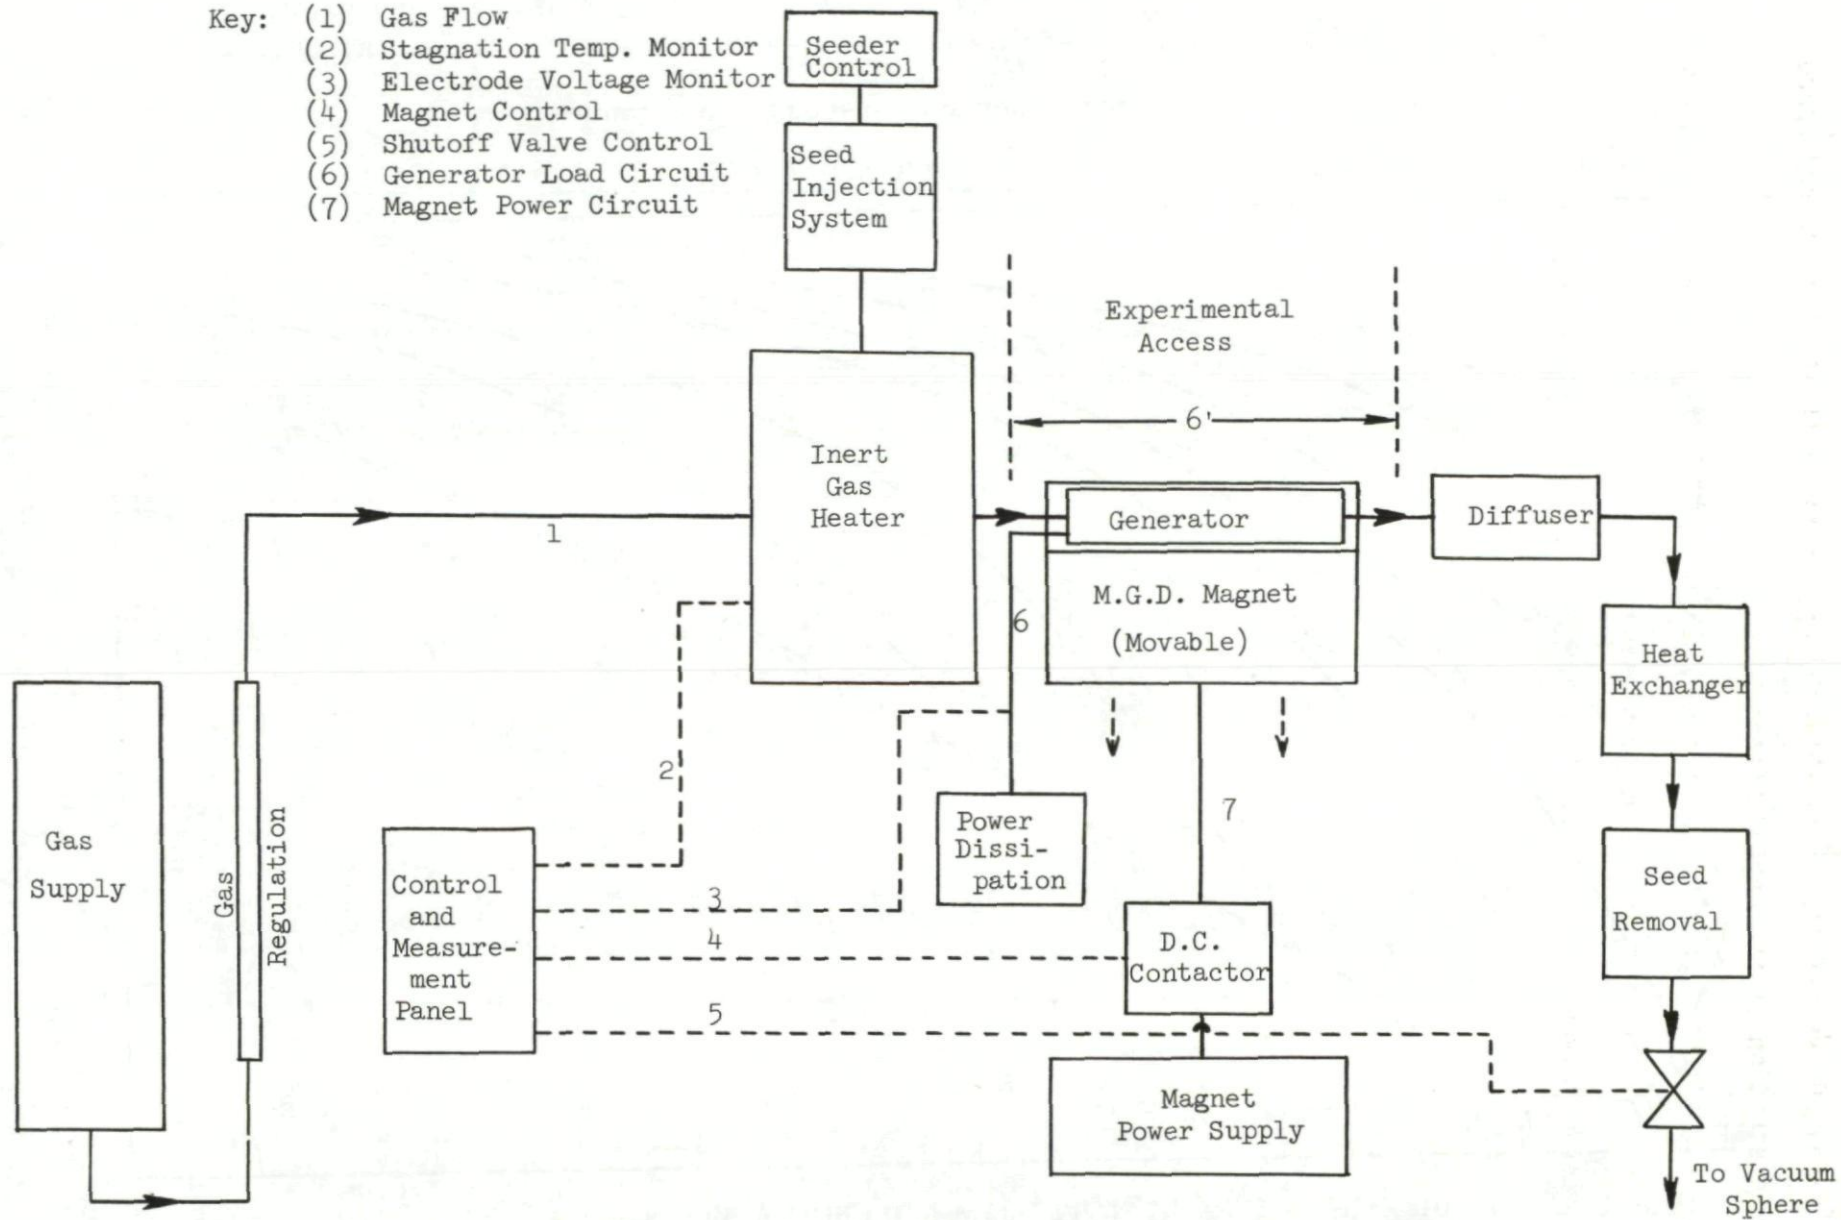 Key: (1) Gas Flow
(2) Stagnation Temp. Monitor
(3) Electrode Voltage Monitor
(4) Magnet Control
(5) Shutoff Valve Control
(6) Generator Load Circuit
(7) Magnet Power Circuit
Seeder
Control
Seed
Injection
System
Experimental
Access
6'
Inert
Gas
Heater
1
Generator
Diffuser
M.G.D. Magnet
(Movable)
6
Heat
Exchanger
2
7
Gas
Supply
Gas
Regulation
Control
and
Measure-
ment
Panel
3
4
5
Power
Dissi-
pation
D.C.
Contactor
Seed
Removal
Magnet
Power Supply
To Vacuum
Sphere